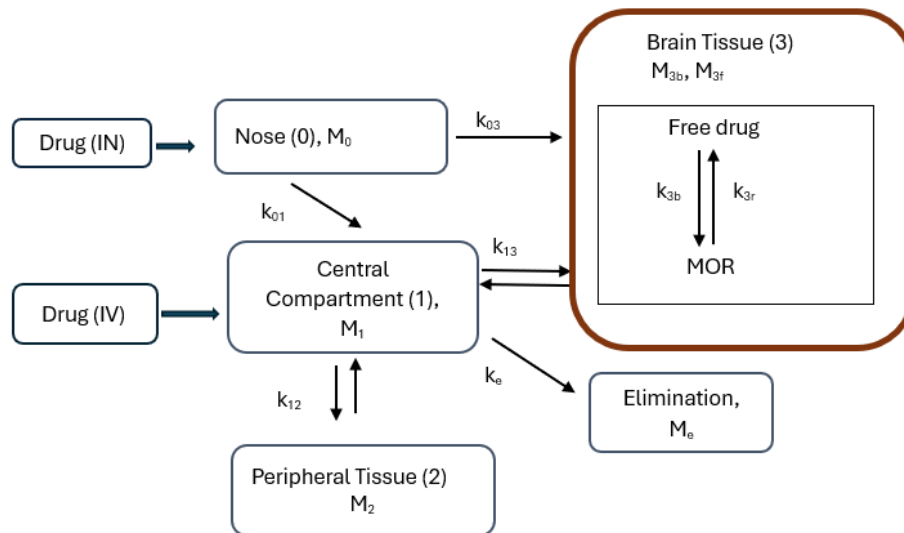 Brain Tissue (3)
M3b, M3f
Drug (IN)
Nose (0), M0
k03
Free drug
k3b
k3r
MOR
k01
Drug (IV)
Central
Compartment (1),
M1
k13
k12
ke
Elimination,
Me
Peripheral Tissue (2)
M2